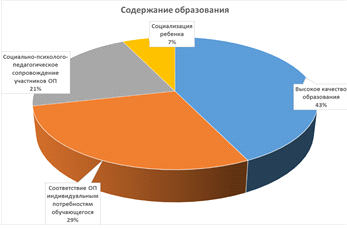 Содержание образования
Социализация
ребенка
7%
Социально-психолого-
педагогическое
сопровождение
участников ОП
21%
Высокое качество
образования
43%
Соответствие ОП
индивидуальным
потребностям
обучающегося
29%